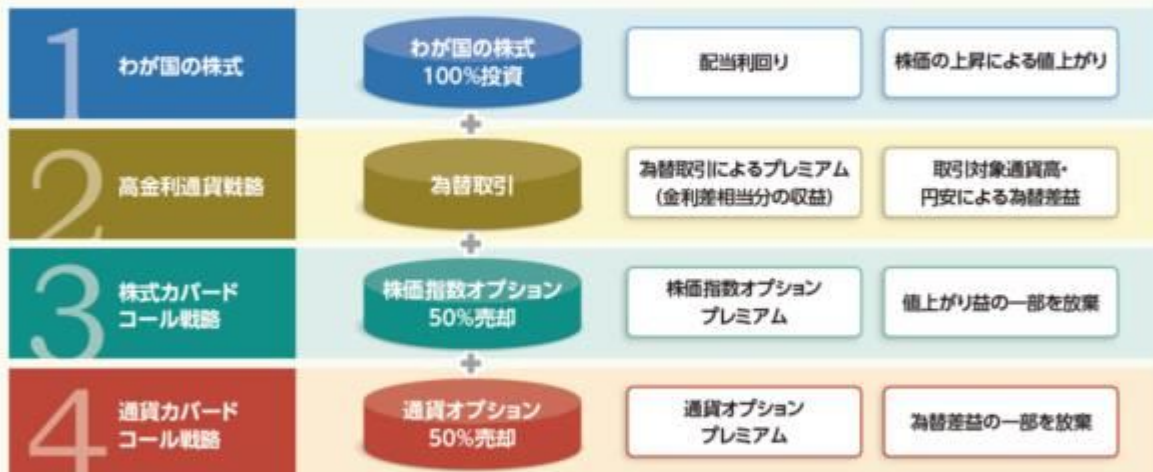 1
わが国の株式
わが国の株式
100%投資
配当利回り
株価の上昇による値上がり
+
2
高金利通貨戦略
為替取引
為替取引によるプレミアム
(金利差相当分の収益)
取引対象通貨高・
円安による為替差益
+
3
株式カバード
コール戦略
株価指数オプション
50%売却
株価指数オプション
プレミアム
値上がり益の一部を放棄
+
4
通貨カバード
コール戦略
通貨オプション
50%売却
通貨オプション
プレミアム
為替差益の一部を放棄